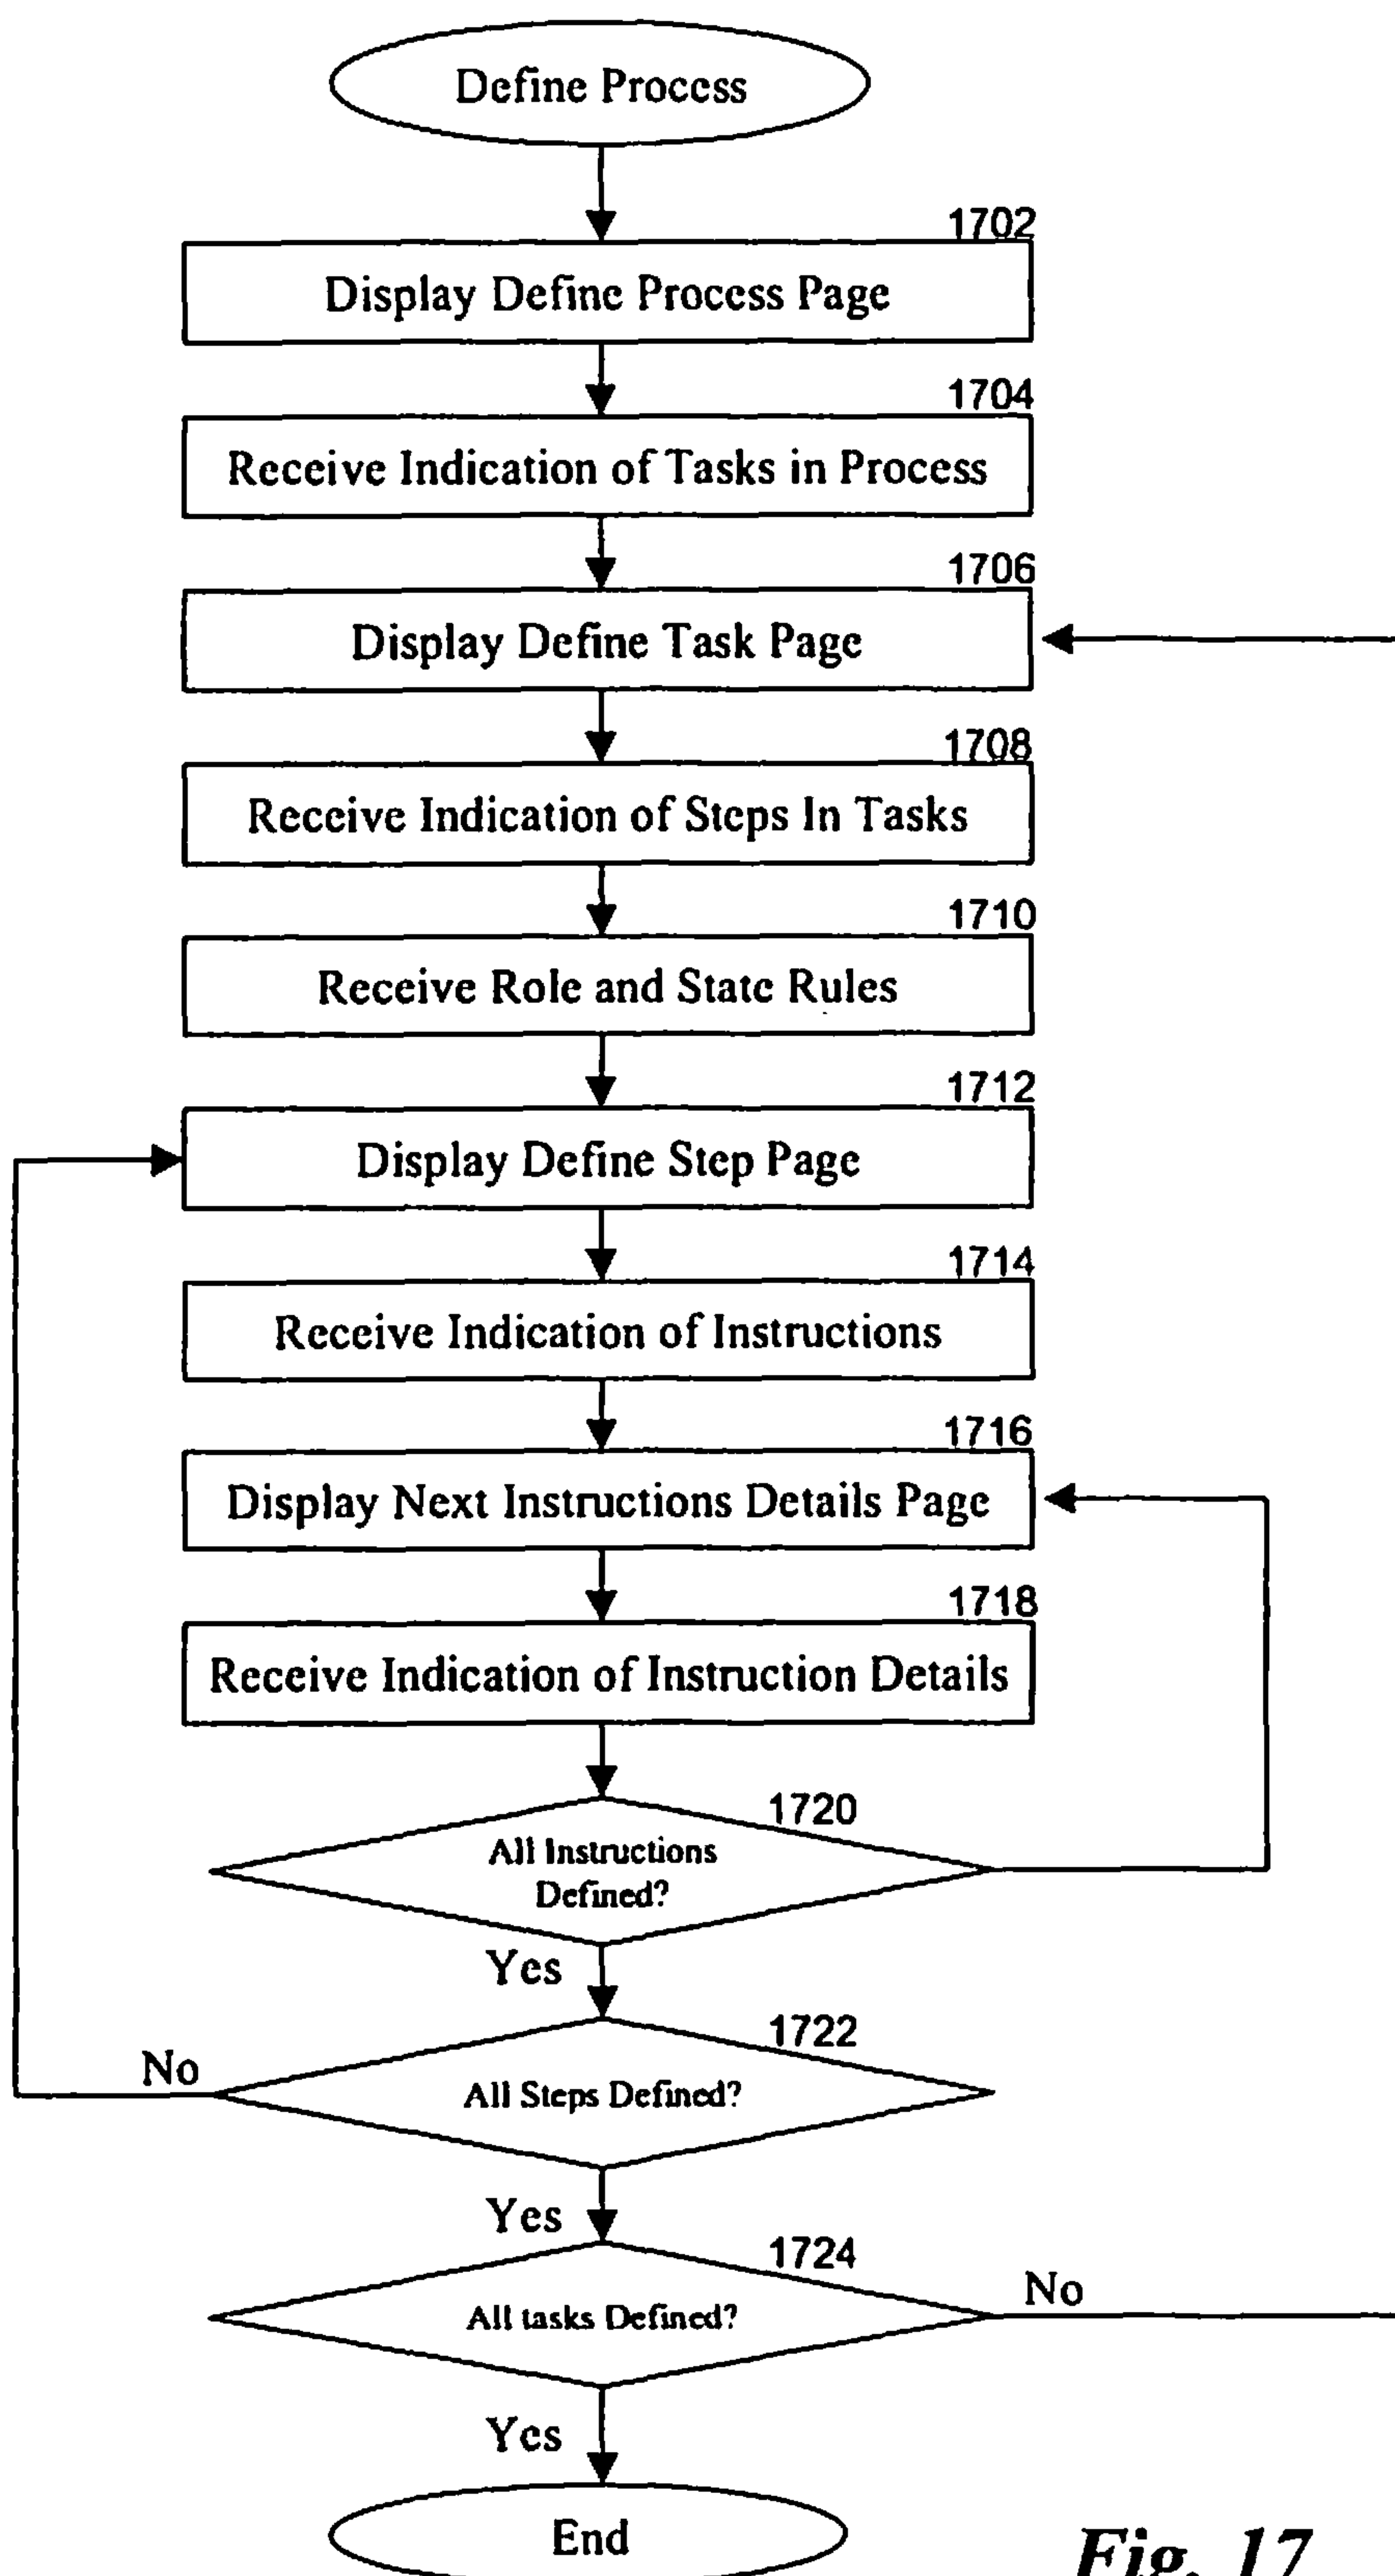 Define Process
1702
Display Define Process Page
1704
Receive Indication of Tasks in Process
1706
Display Define Task Page
1708
Receive Indication of Steps In Tasks
1710
Receive Role and State Rules
1712
Display Define Step Page
1714
Receive Indication of Instructions
1716
Display Next Instructions Details Page
1718
Receive Indication of Instruction Details
1720
All Instructions
Defined?
Yes
1722
No
All Steps Defined?
Yes
1724
No
All tasks Defined?
Yes
End
Fig. 17